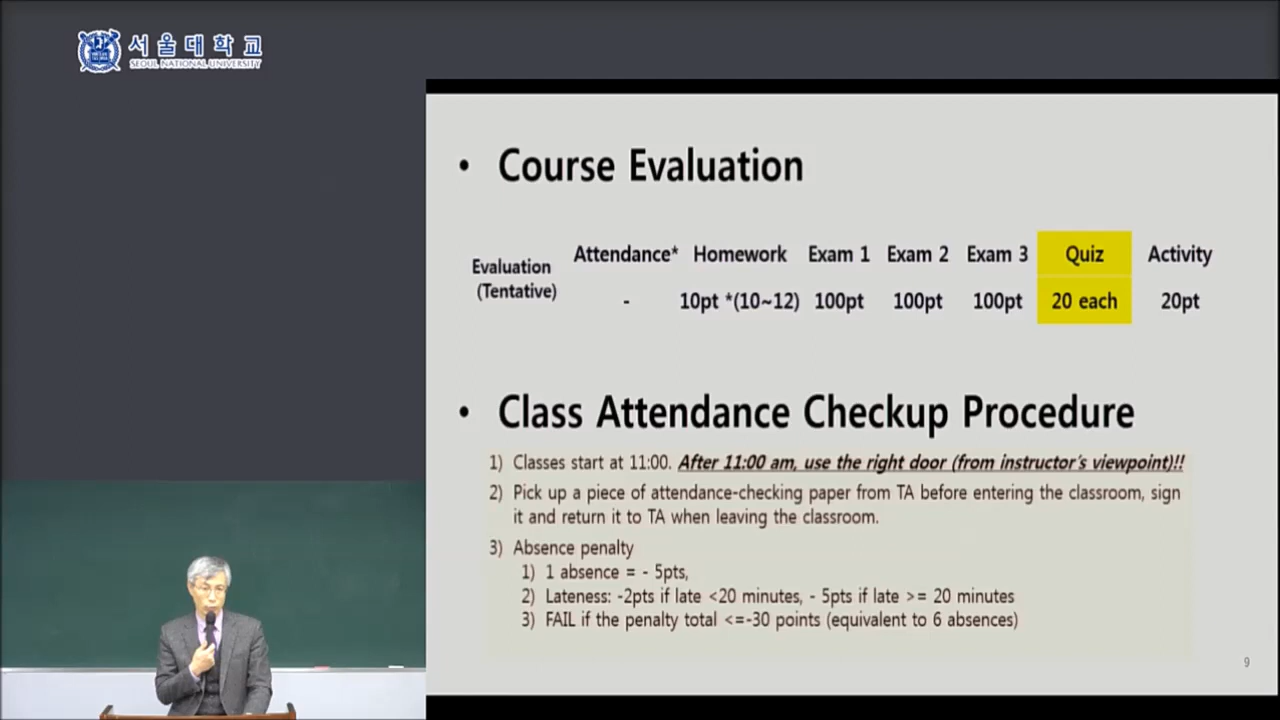 서울대학교
SEOUL NATIONAL UNIVERSITY
• Course Evaluation
Evaluation (Tentative)
Attendance* Homework Exam 1 Exam 2 Exam 3 Quiz Activity
- 10pt *(10~12) 100pt 100pt 100pt 20 each 20pt
• Class Attendance Checkup Procedure
1) Classes start at 11:00. After 11:00 am, use the right door (from instructor's viewpoint)!!
2) Pick up a piece of attendance-checking paper from TA before entering the classroom, sign
it and return it to TA when leaving the classroom.
3) Absence penalty
1) 1 absence = - 5pts,
2) Lateness: -2pts if late <20 minutes, - 5pts if late >= 20 minutes
3) FAIL if the penalty total <=-30 points (equivalent to 6 absences)
9